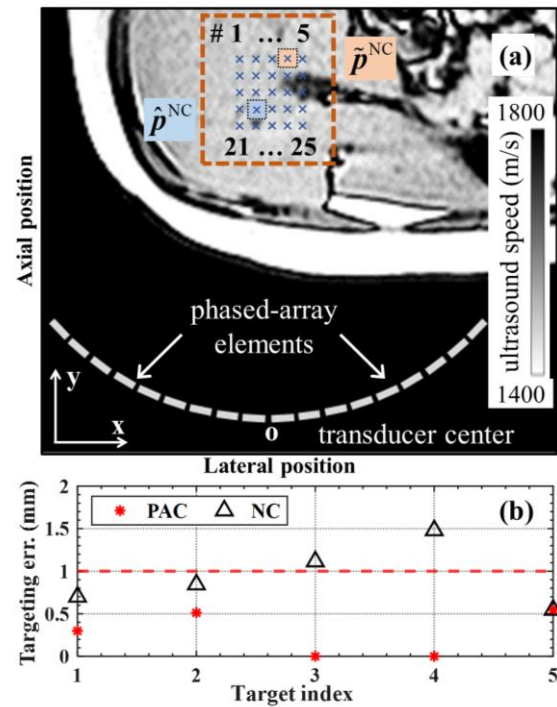 # 1 … 5
(a)
p̃^NC
p̂^NC
21 … 25
1800
ultrasound speed (m/s)
1400
Axial position
phased-array
elements
y
x
o
transducer center
Lateral position
(b)
PAC
NC
Targeting err. (mm)
2
1.5
1
0.5
0
1 2 3 4 5
Target index